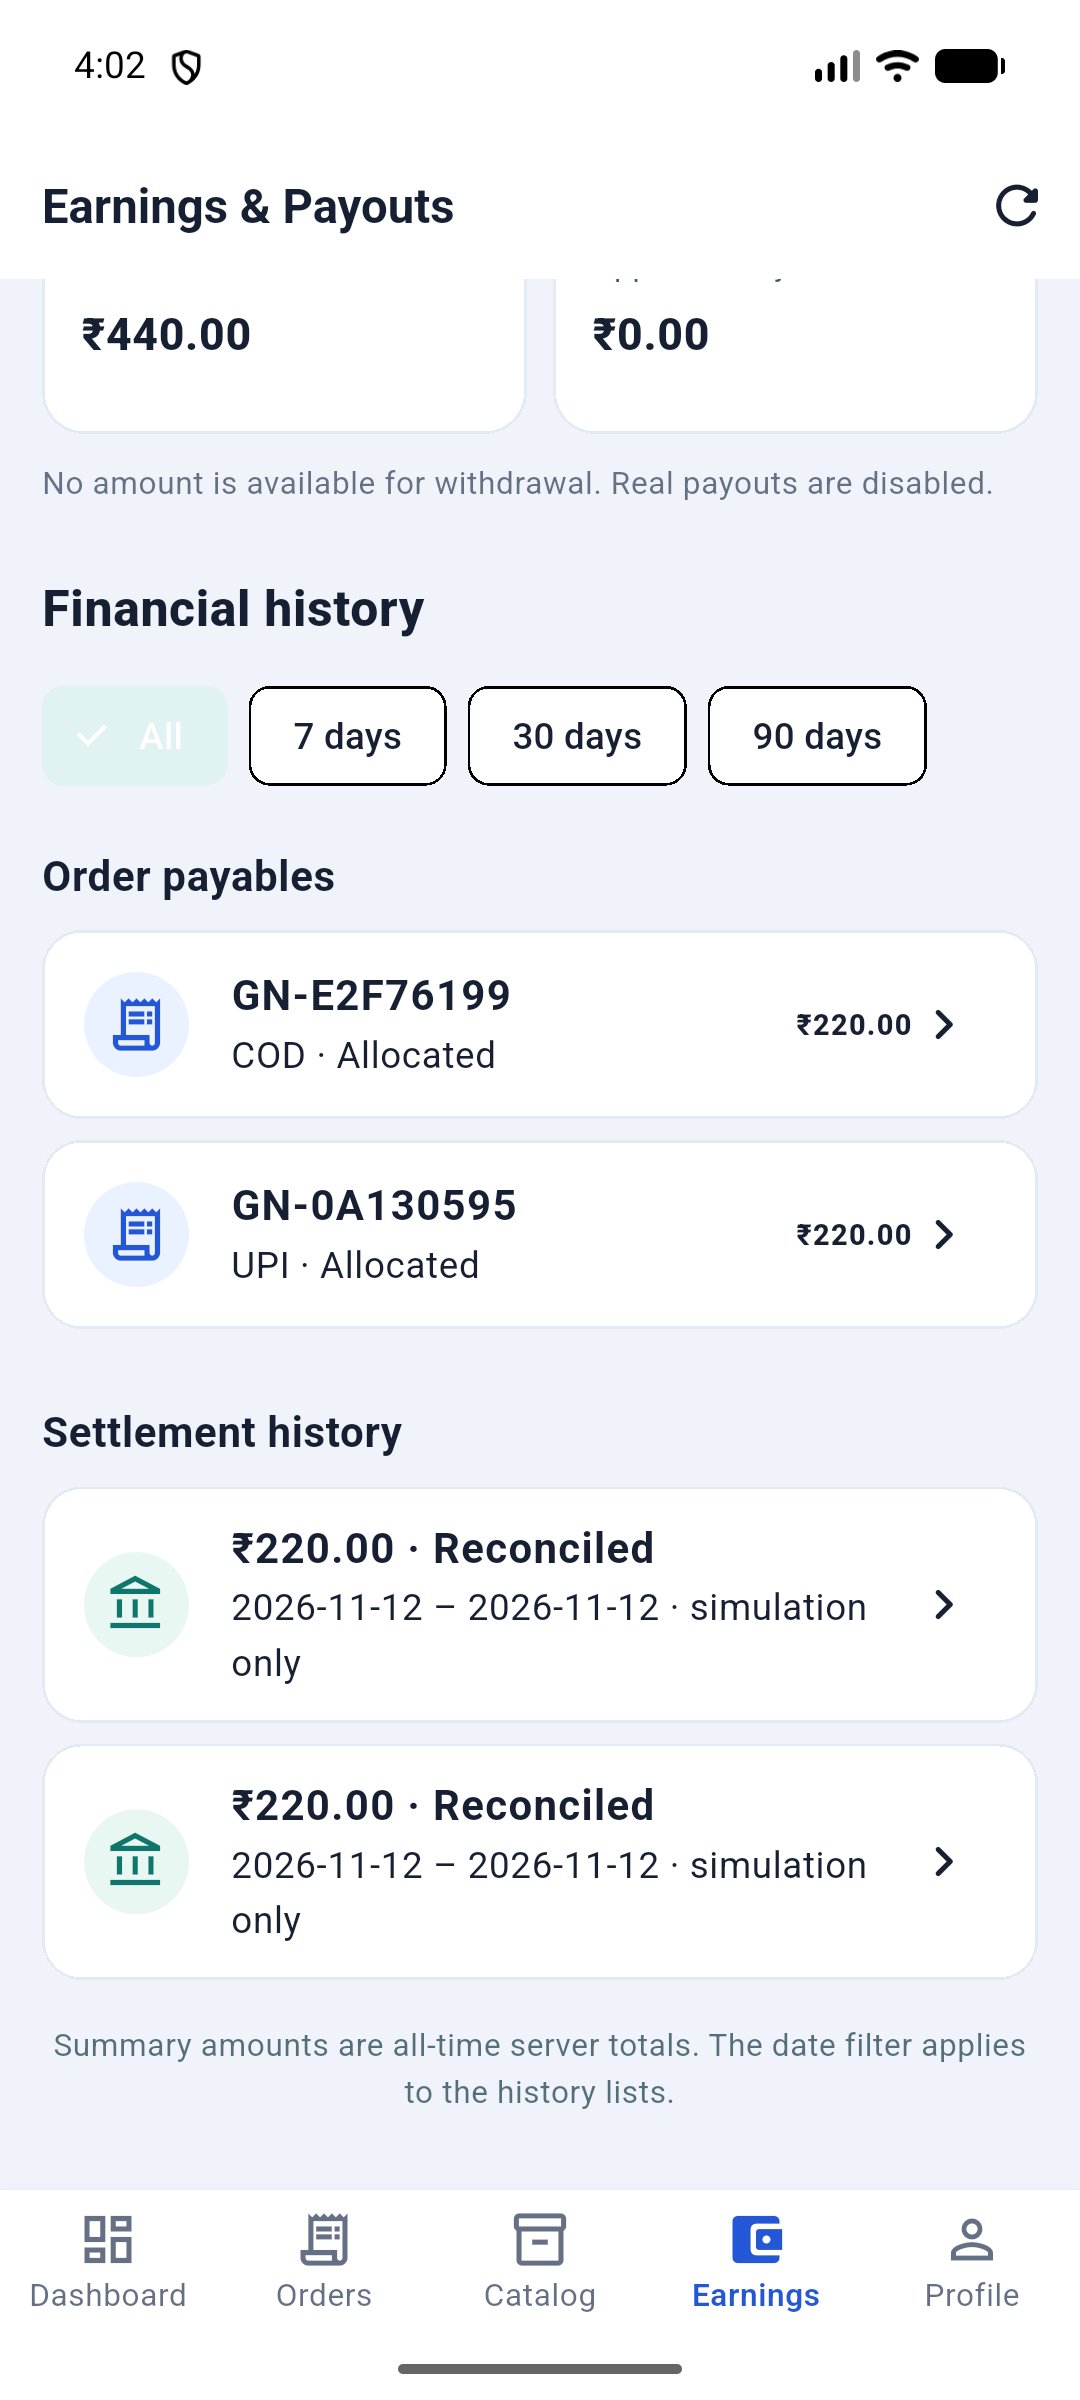 4:02
Earnings & Payouts
₹440.00
₹0.00
No amount is available for withdrawal. Real payouts are disabled.
Financial history
All
7 days
30 days
90 days
Order payables
GN-E2F76199
COD · Allocated
₹220.00
GN-0A130595
UPI · Allocated
₹220.00
Settlement history
₹220.00 · Reconciled
2026-11-12 – 2026-11-12 · simulation
only
₹220.00 · Reconciled
2026-11-12 – 2026-11-12 · simulation
only
Summary amounts are all-time server totals. The date filter applies
to the history lists.
Dashboard
Orders
Catalog
Earnings
Profile